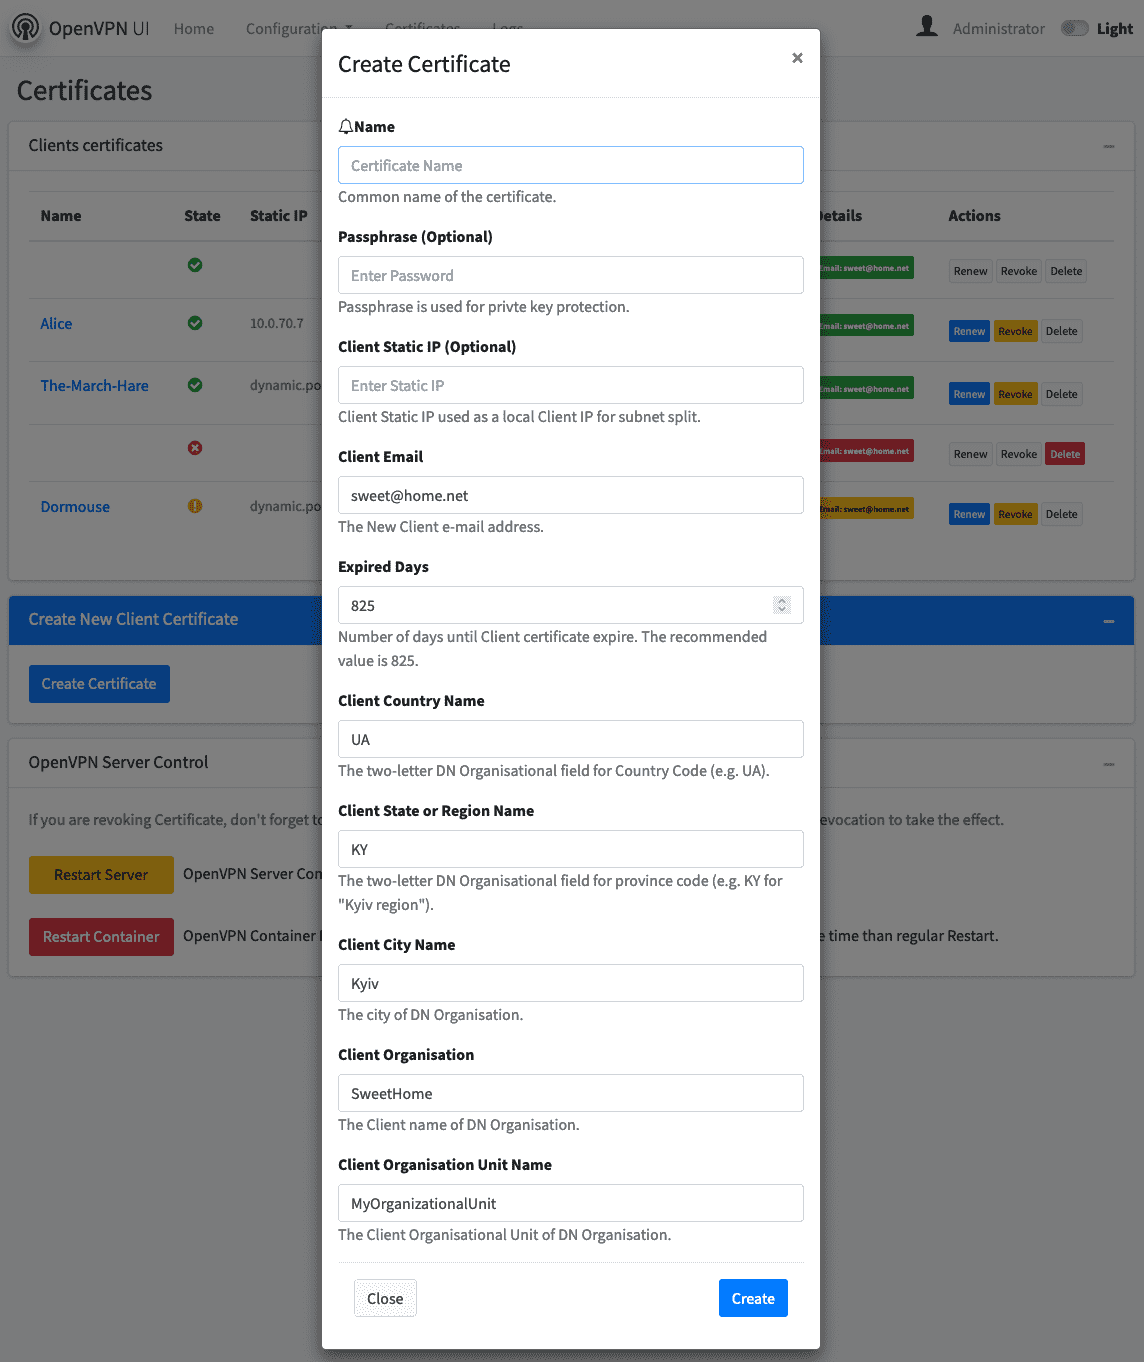 OpenVPN UI Home Configuration Certificates Logs Administrator Light
Certificates
Clients certificates
Name State Static IP Details Actions
Email: sweet@home.net Renew Revoke Delete
Alice 10.0.70.7 Email: sweet@home.net Renew Revoke Delete
The-March-Hare dynamic.po Email: sweet@home.net Renew Revoke Delete
Email: sweet@home.net Renew Revoke Delete
Dormouse dynamic.po Email: sweet@home.net Renew Revoke Delete
Create New Client Certificate
Create Certificate
OpenVPN Server Control
If you are revoking Certificate, don't forget to evocation to take the effect.
Restart Server OpenVPN Server Con
Restart Container OpenVPN Container e time than regular Restart.
Create Certificate ×
Name
Certificate Name
Common name of the certificate.
Passphrase (Optional)
Enter Password
Passphrase is used for privte key protection.
Client Static IP (Optional)
Enter Static IP
Client Static IP used as a local Client IP for subnet split.
Client Email
sweet@home.net
The New Client e-mail address.
Expired Days
825
Number of days until Client certificate expire. The recommended
value is 825.
Client Country Name
UA
The two-letter DN Organisational field for Country Code (e.g. UA).
Client State or Region Name
KY
The two-letter DN Organisational field for province code (e.g. KY for
"Kyiv region").
Client City Name
Kyiv
The city of DN Organisation.
Client Organisation
SweetHome
The Client name of DN Organisation.
Client Organisation Unit Name
MyOrganizationalUnit
The Client Organisational Unit of DN Organisation.
Close Create